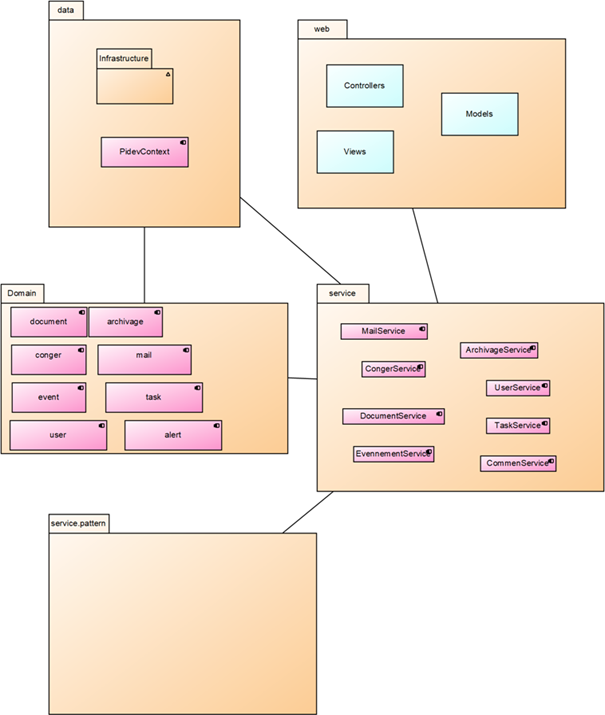 data
Infrastructure
PidevContext
web
Controllers
Models
Views
Domain
document
archivage
conger
mail
event
task
user
alert
service
MailService
ArchivageService
CongerService
UserService
DocumentService
TaskService
EvennementService
CommenService
service.pattern